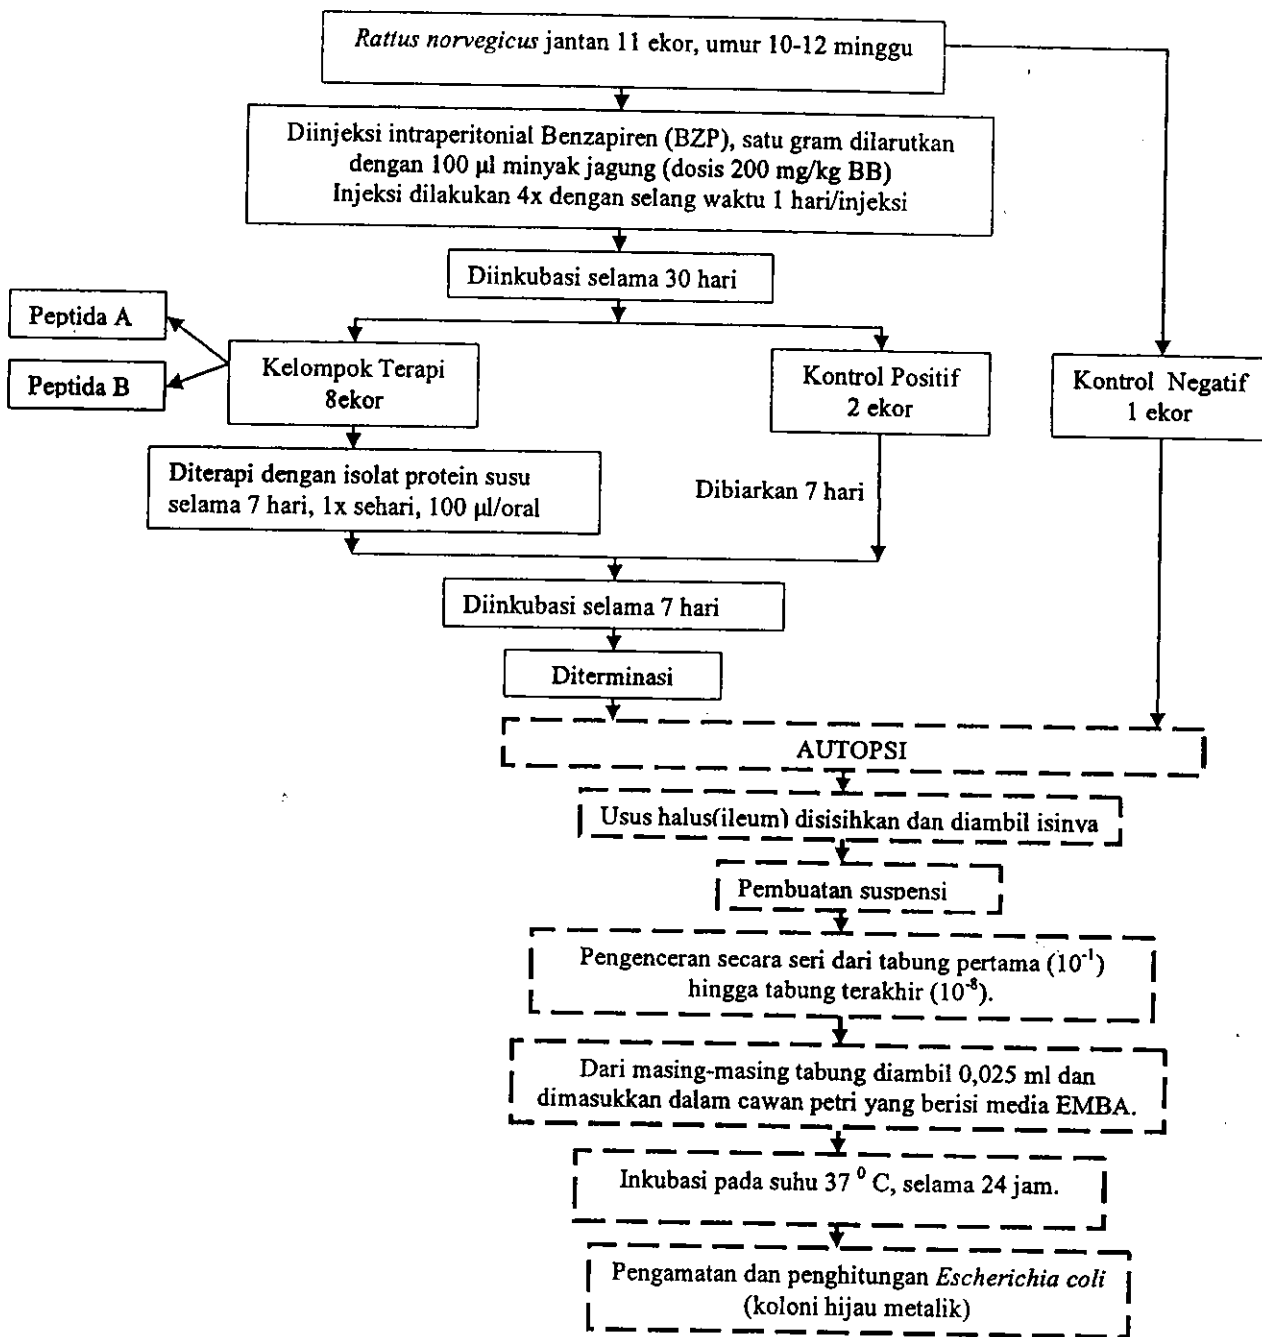 Rattus norvegicus jantan 11 ekor, umur 10-12 minggu
Diinjeksi intraperitonial Benzapiren (BZP), satu gram dilarutkan
dengan 100 µl minyak jagung (dosis 200 mg/kg BB)
Injeksi dilakukan 4x dengan selang waktu 1 hari/injeksi
Diinkubasi selama 30 hari
Peptida A
Peptida B
Kelompok Terapi
8ekor
Kontrol Positif
2 ekor
Kontrol Negatif
1 ekor
Diterapi dengan isolat protein susu
selama 7 hari, 1x sehari, 100 µl/oral
Dibiarkan 7 hari
Diinkubasi selama 7 hari
Diterminasi
AUTOPSI
Usus halus(ileum) disisihkan dan diambil isinya
Pembuatan suspensi
Pengenceran secara seri dari tabung pertama (10⁻¹)
hingga tabung terakhir (10⁻⁸).
Dari masing-masing tabung diambil 0,025 ml dan
dimasukkan dalam cawan petri yang berisi media EMBA.
Inkubasi pada suhu 37 ⁰ C, selama 24 jam.
Pengamatan dan penghitungan Escherichia coli
(koloni hijau metalik)